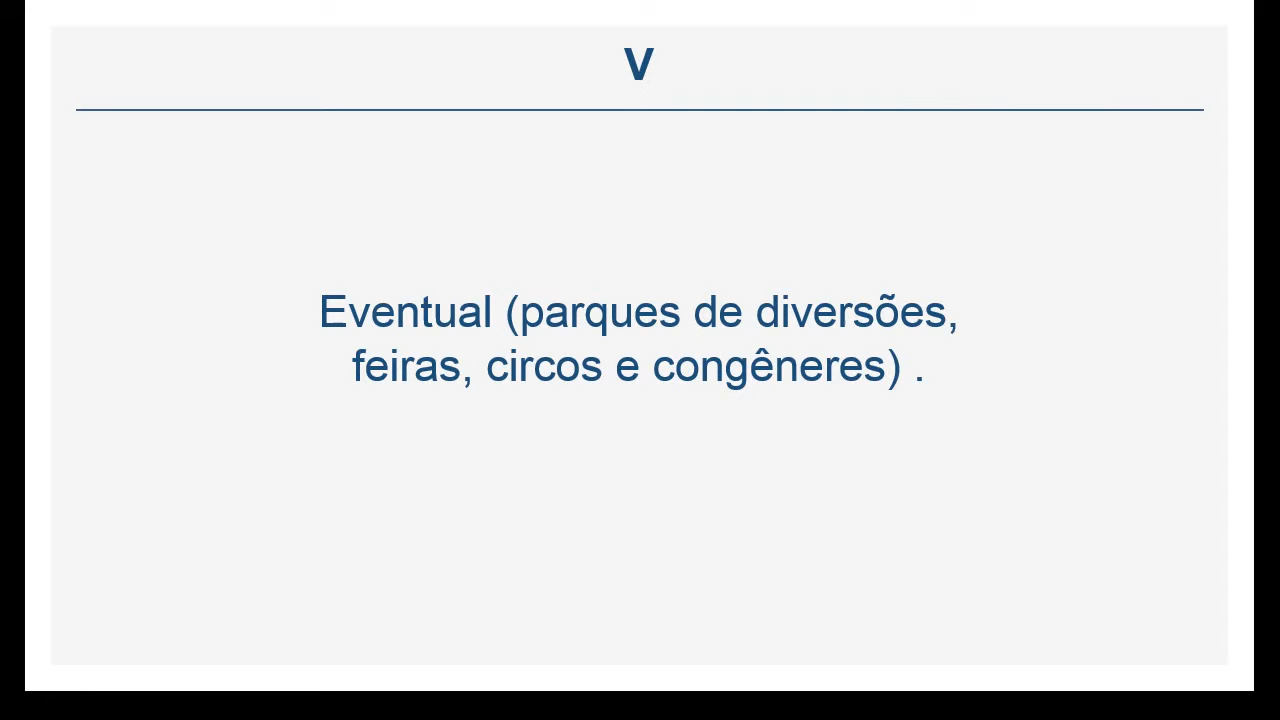 V
Eventual (parques de diversões,
feiras, circos e congêneres) .